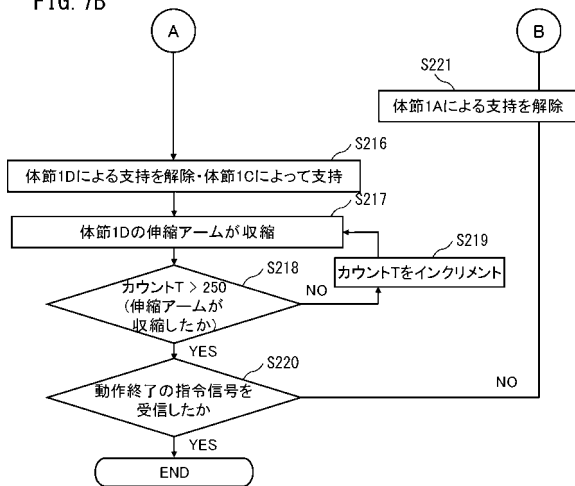 FIG. 7B
A
B
S221
体節1Aによる支持を解除
S216
体節1Dによる支持を解除・体節1Cによって支持
S217
体節1Dの伸縮アームが収縮
S219
カウントTをインクリメント
S218
カウントT > 250
(伸縮アームが
収縮したか)
NO
YES
S220
動作終了の指令信号を
受信したか
NO
YES
END